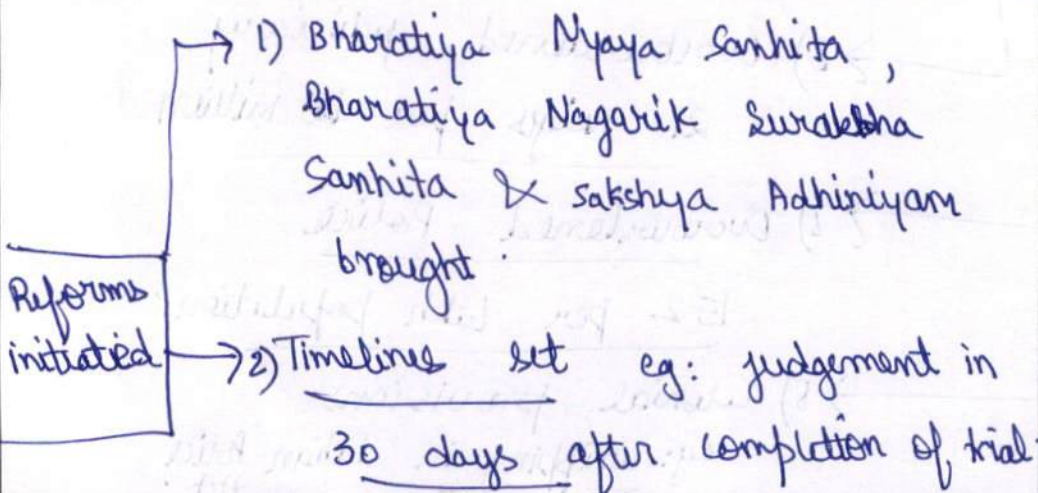 1) Bharatiya Nyaya Sanhita,
Bharatiya Nagarik Suraksha
Sanhita & sakshya Adhiniyam
brought.
Reforms
initiated
2) Timelines set eg: judgement in
30 days after completion of trial